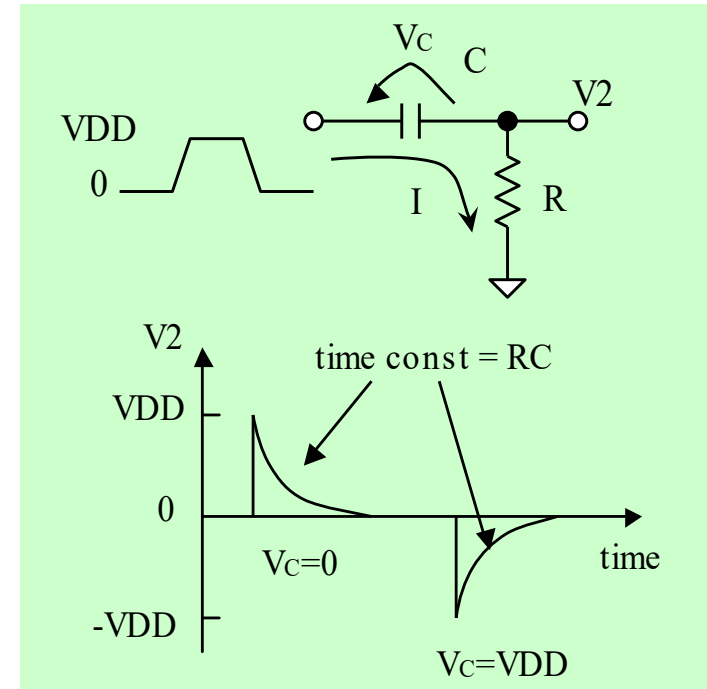 VC
C
V2
VDD
0
I
R
V2
time const = RC
VDD
0
VC=0
time
-VDD
VC=VDD